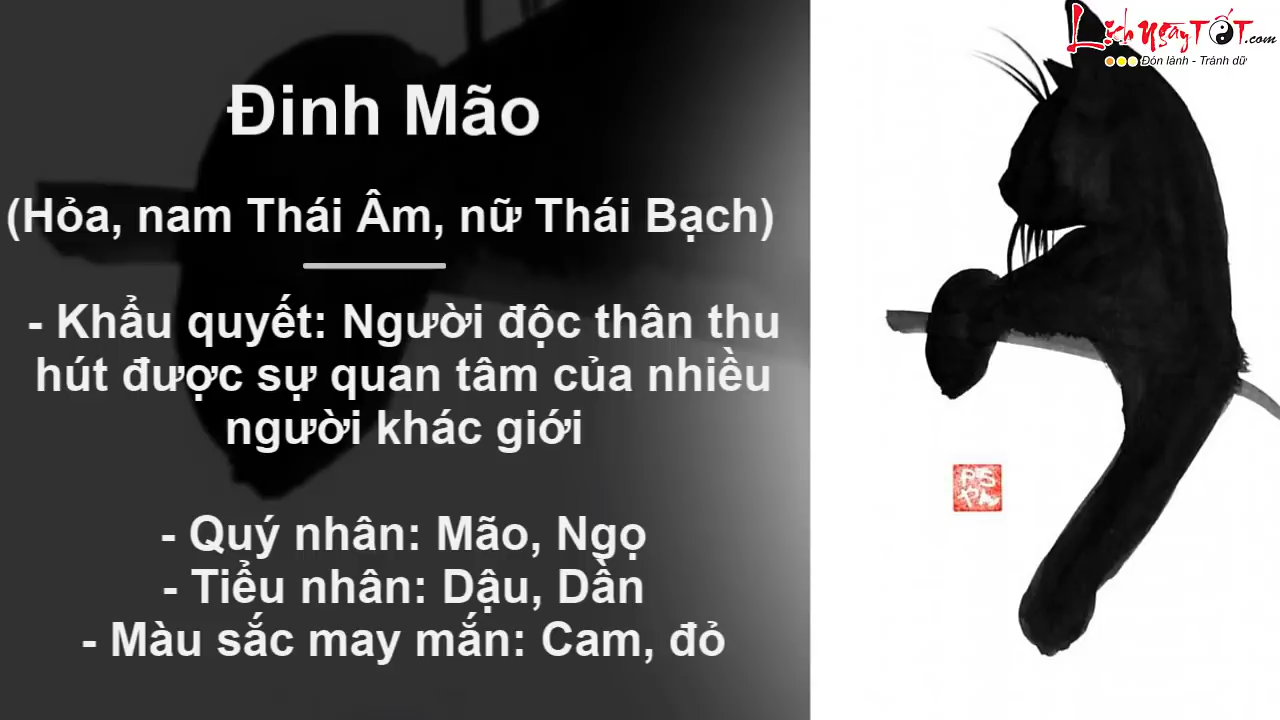 LịchNgàyTỐT.com
Đón lành - Tránh dữ
Đinh Mão
(Hỏa, nam Thái Âm, nữ Thái Bạch)
- Khẩu quyết: Người độc thân thu
hút được sự quan tâm của nhiều
người khác giới
- Quý nhân: Mão, Ngọ
- Tiểu nhân: Dậu, Dần
- Màu sắc may mắn: Cam, đỏ